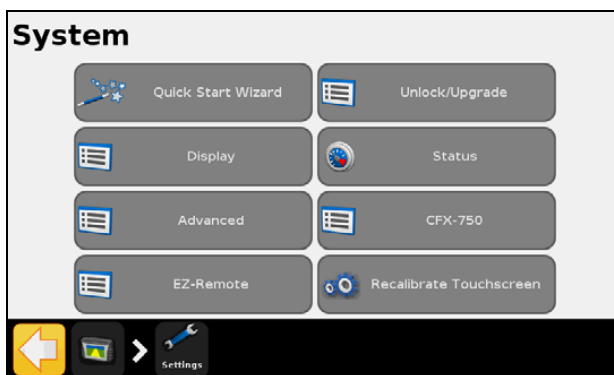 System
Quick Start Wizard
Unlock/Upgrade
Display
Status
Advanced
CFX-750
EZ-Remote
Recalibrate Touchscreen
Settings